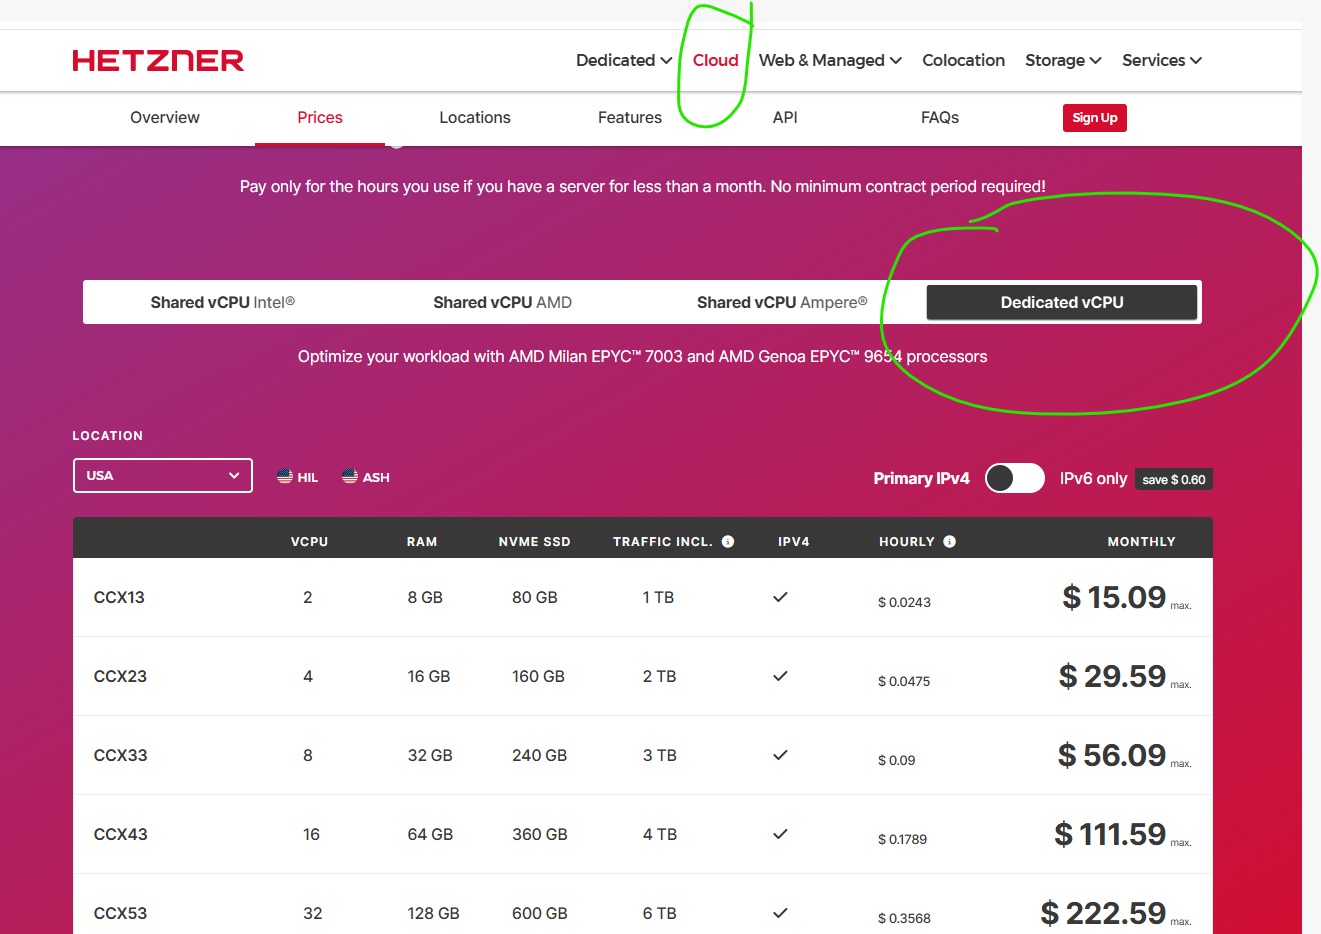 HETZNER
Dedicated Cloud Web & Managed Colocation Storage Services
Overview Prices Locations Features API FAQs Sign Up
Pay only for the hours you use if you have a server for less than a month. No minimum contract period required!
Shared vCPU Intel® Shared vCPU AMD Shared vCPU Ampere® Dedicated vCPU
Optimize your workload with AMD Milan EPYC™ 7003 and AMD Genoa EPYC™ 9654 processors
LOCATION
USA HIL ASH Primary IPv4 IPv6 only save $ 0.60
VCPU RAM NVME SSD TRAFFIC INCL. IPV4 HOURLY MONTHLY
CCX13 2 8 GB 80 GB 1 TB $ 0.0243 $ 15.09 max.
CCX23 4 16 GB 160 GB 2 TB $ 0.0475 $ 29.59 max.
CCX33 8 32 GB 240 GB 3 TB $ 0.09 $ 56.09 max.
CCX43 16 64 GB 360 GB 4 TB $ 0.1789 $ 111.59 max.
CCX53 32 128 GB 600 GB 6 TB $ 0.3568 $ 222.59 max.